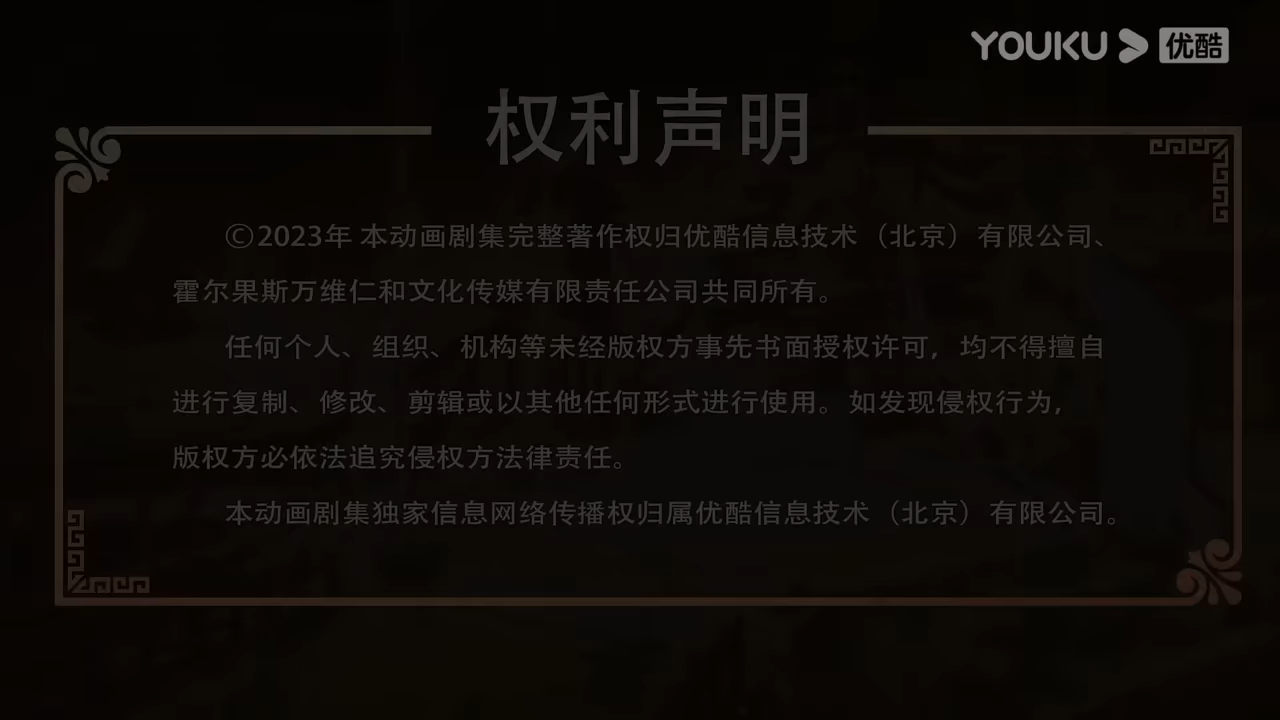 YOUKU 优酷
权利声明
©2023年 本动画剧集完整著作权归优酷信息技术（北京）有限公司、
霍尔果斯万维仁和文化传媒有限责任公司共同所有。
任何个人、组织、机构等未经版权方事先书面授权许可，均不得擅自
进行复制、修改、剪辑或以其他任何形式进行使用。如发现侵权行为，
版权方必依法追究侵权方法律责任。
本动画剧集独家信息网络传播权归属优酷信息技术（北京）有限公司。